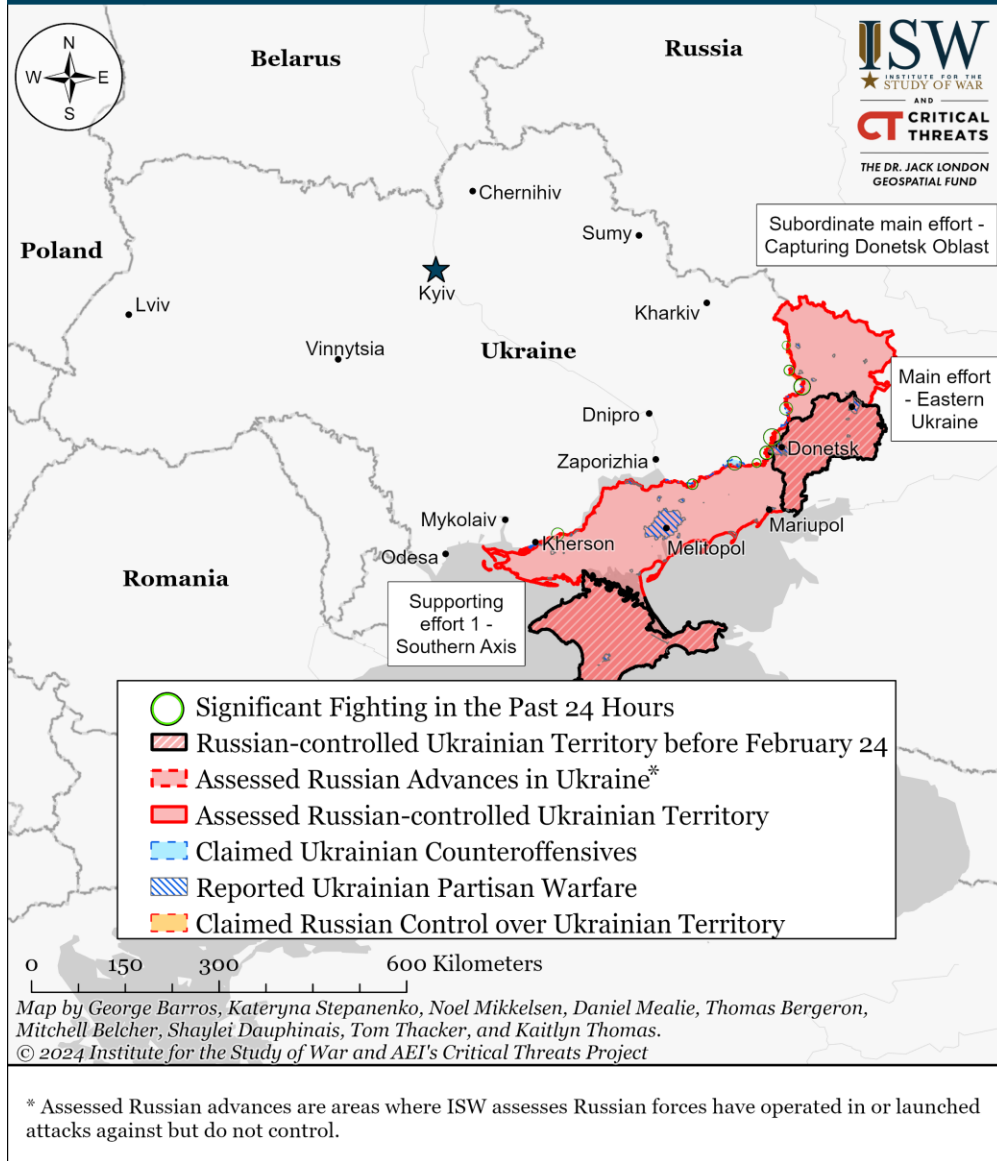 N
W
E
S
Belarus
Russia
ISW
INSTITUTE FOR THE
STUDY OF WAR
AND
CT CRITICAL
THREATS
THE DR. JACK LONDON
GEOSPATIAL FUND
Chernihiv
Subordinate main effort -
Capturing Donetsk Oblast
Sumy
Poland
Kyiv
Lviv
Kharkiv
Vinnytsia
Ukraine
Main effort
- Eastern
Ukraine
Dnipro
Donetsk
Zaporizhia
Mariupol
Mykolaiv
Kherson
Melitopol
Odesa
Romania
Supporting
effort 1 -
Southern Axis
Significant Fighting in the Past 24 Hours
Russian-controlled Ukrainian Territory before February 24
Assessed Russian Advances in Ukraine*
Assessed Russian-controlled Ukrainian Territory
Claimed Ukrainian Counteroffensives
Reported Ukrainian Partisan Warfare
Claimed Russian Control over Ukrainian Territory
0 150 300 600 Kilometers
Map by George Barros, Kateryna Stepanenko, Noel Mikkelsen, Daniel Mealie, Thomas Bergeron,
Mitchell Belcher, Shaylei Dauphinais, Tom Thacker, and Kaitlyn Thomas.
© 2024 Institute for the Study of War and AEI's Critical Threats Project
* Assessed Russian advances are areas where ISW assesses Russian forces have operated in or launched
attacks against but do not control.